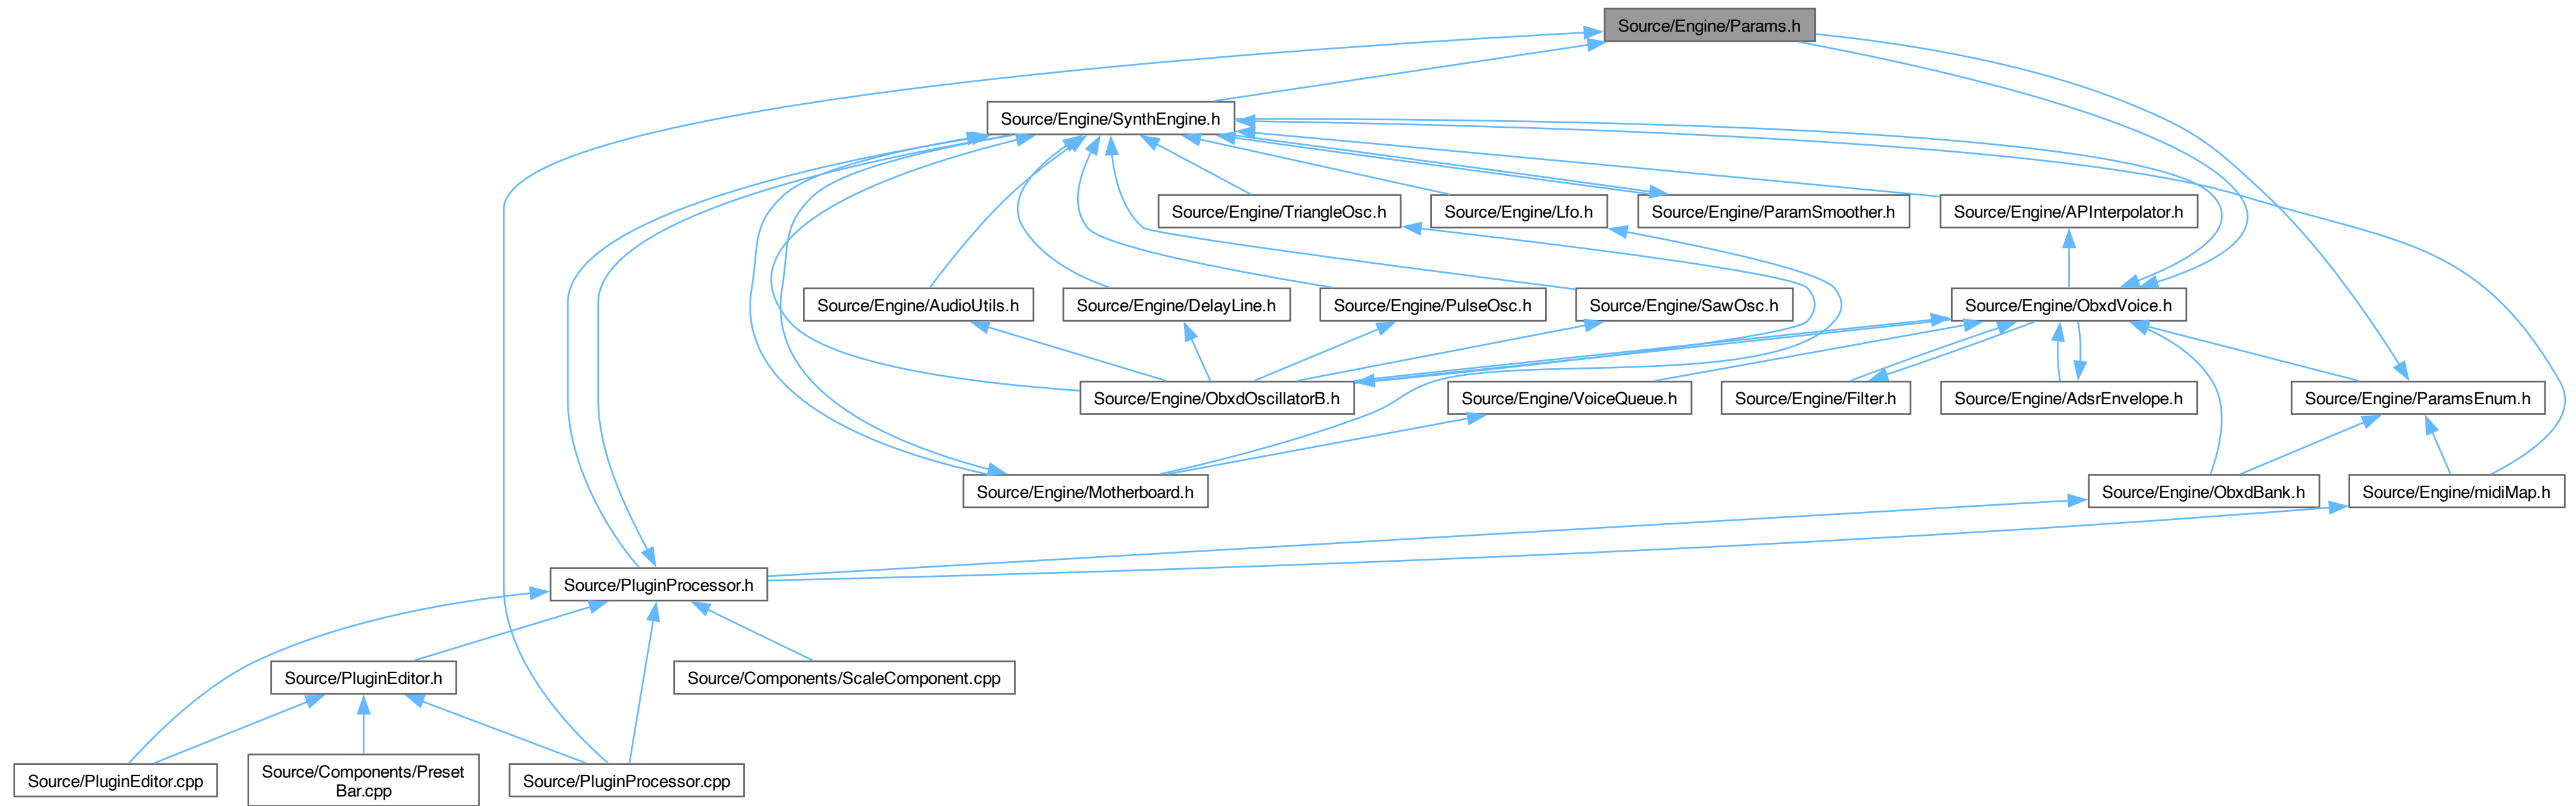 Source/Engine/Params.h
Source/Engine/SynthEngine.h
Source/Engine/TriangleOsc.h
Source/Engine/Lfo.h
Source/Engine/ParamSmoother.h
Source/Engine/APInterpolator.h
Source/Engine/AudioUtils.h
Source/Engine/DelayLine.h
Source/Engine/PulseOsc.h
Source/Engine/SawOsc.h
Source/Engine/ObxdVoice.h
Source/Engine/ObxdOscillatorB.h
Source/Engine/VoiceQueue.h
Source/Engine/Filter.h
Source/Engine/AdsrEnvelope.h
Source/Engine/ParamsEnum.h
Source/Engine/Motherboard.h
Source/Engine/ObxdBank.h
Source/Engine/midiMap.h
Source/PluginProcessor.h
Source/PluginEditor.h
Source/Components/ScaleComponent.cpp
Source/PluginEditor.cpp
Source/Components/Preset
Bar.cpp
Source/PluginProcessor.cpp